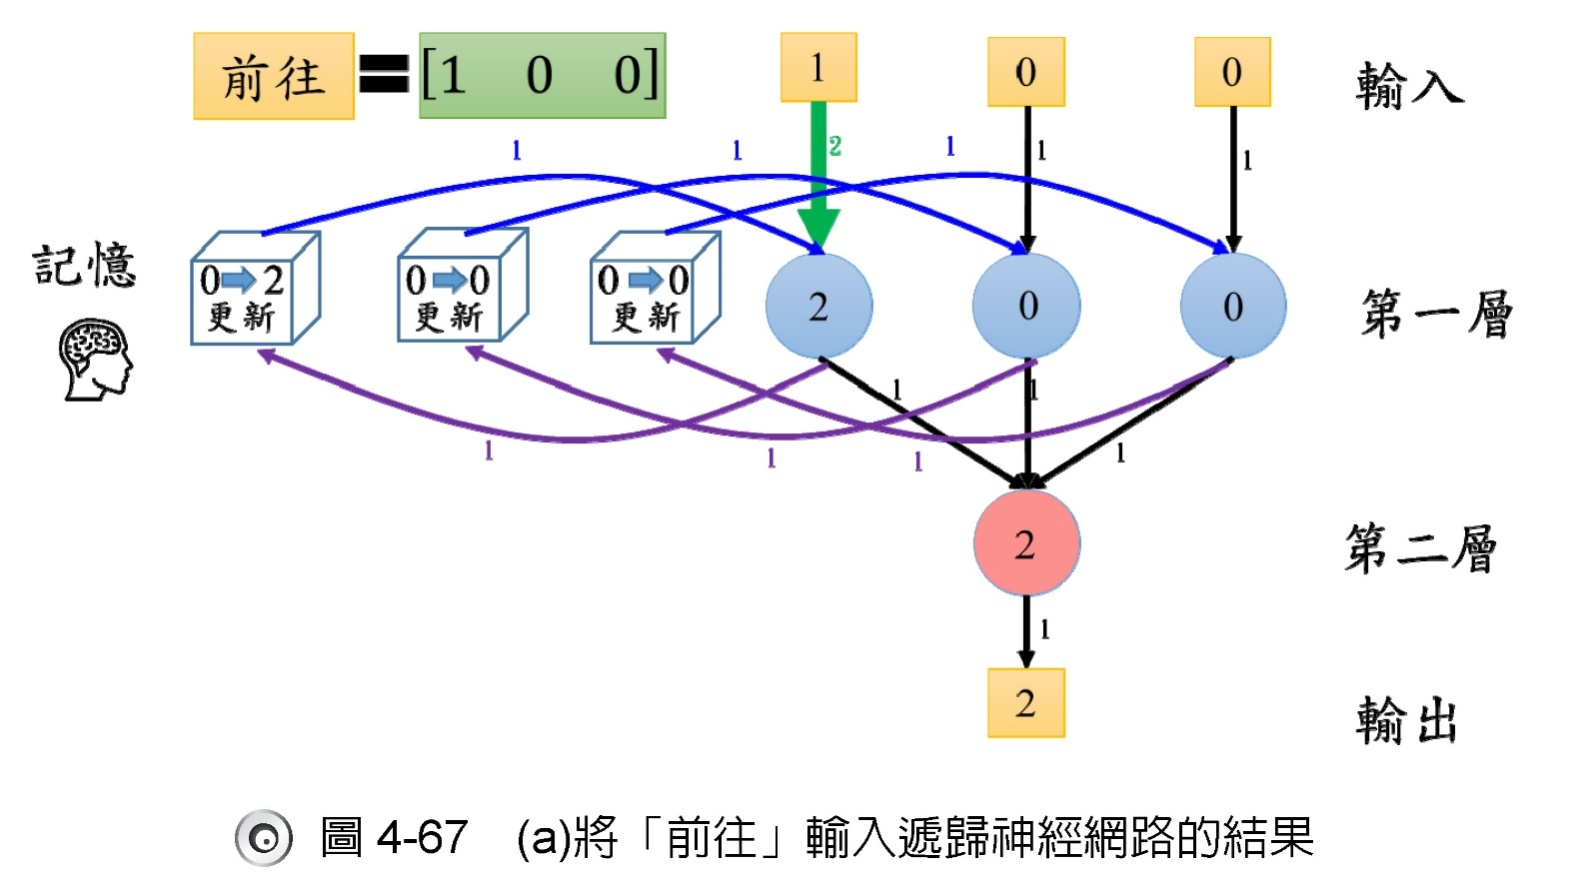 前往 = [1 0 0] 1 0 0 輸入
1 1 2 1 1 1
記憶 0 2 0 0 0 0
更新 更新 更新 2 0 0 第一層
1 1
1 1 1 1
2 第二層
1
2 輸出
圖 4-67 (a)將「前往」輸入遞歸神經網路的結果